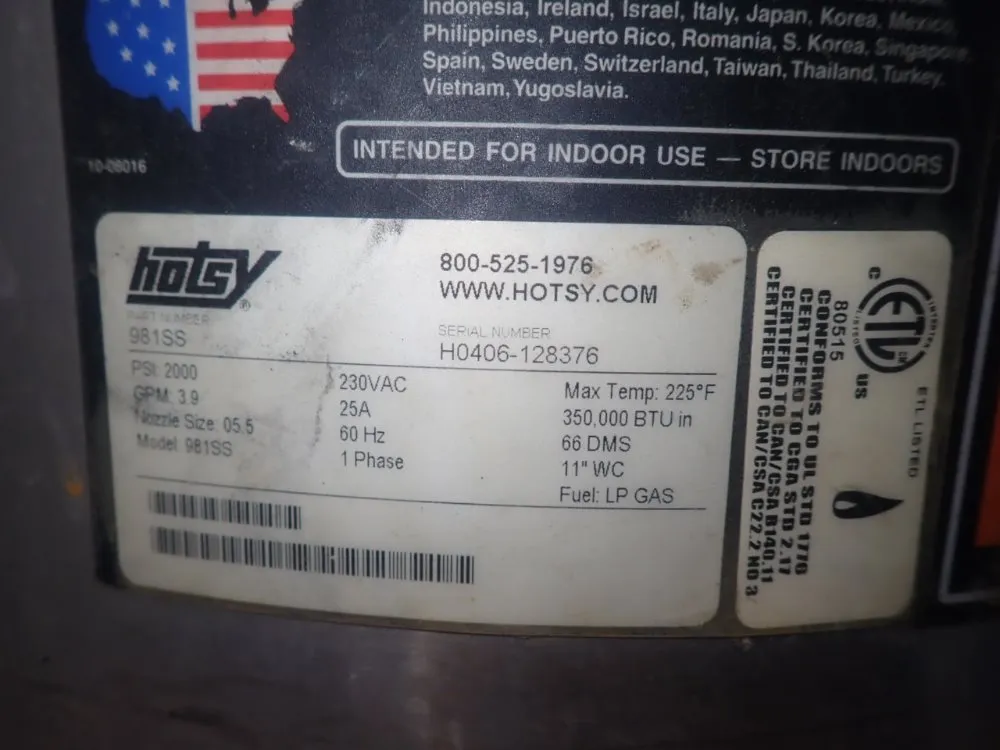 Indonesia, Ireland, Israel, Italy, Japan, Korea, Mexico,
Philippines, Puerto Rico, Romania, S. Korea, Singapore,
Spain, Sweden, Switzerland, Taiwan, Thailand, Turkey,
Vietnam, Yugoslavia.
10-08016
INTENDED FOR INDOOR USE — STORE INDOORS
hotsy®
800-525-1976
WWW.HOTSY.COM
PART NUMBER
981SS
SERIAL NUMBER
H0406-128376
PSI: 2000
GPM: 3.9
Nozzle Size: 05.5
Model: 981SS
230VAC
25A
60 Hz
1 Phase
Max Temp: 225°F
350,000 BTU in
66 DMS
11" WC
Fuel: LP GAS
C ETL CM US
INTERTEK
ETL LISTED
80515
CONFORMS TO UL STD 1776
CERTIFIED TO CGA STD 2.17
CERTIFIED TO CAN/CSA B140.11
CERTIFIED TO CAN/CSA C22.2 NO 3